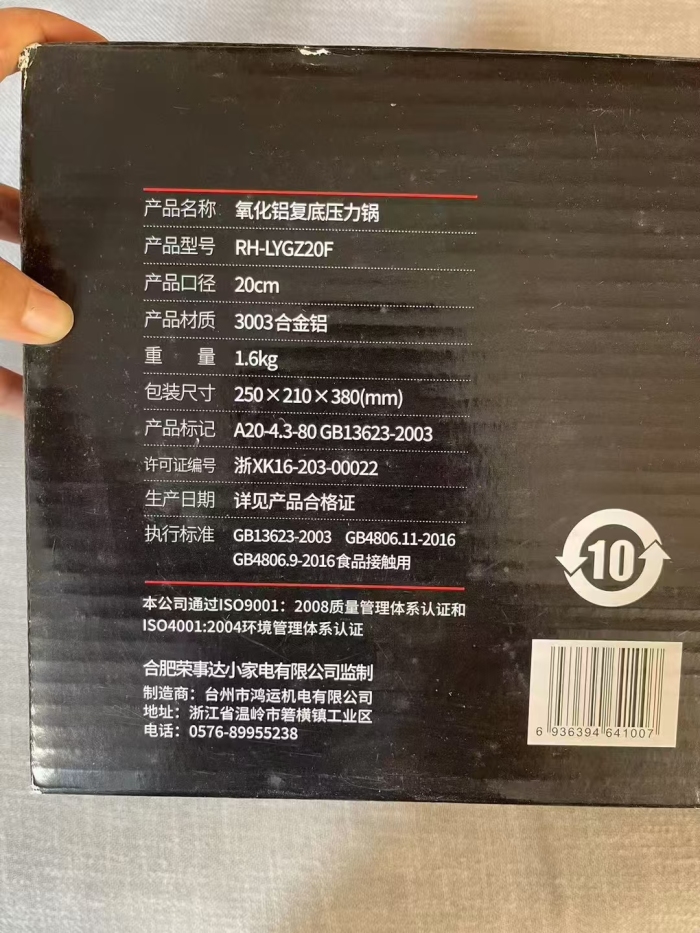 产品名称 氧化铝复底压力锅
产品型号 RH-LYGZ20F
产品口径 20cm
产品材质 3003合金铝
重 量 1.6kg
包装尺寸 250×210×380(mm)
产品标记 A20-4.3-80 GB13623-2003
许可证编号 浙XK16-203-00022
生产日期 详见产品合格证
执行标准 GB13623-2003 GB4806.11-2016
GB4806.9-2016食品接触用
本公司通过ISO9001：2008质量管理体系认证和
ISO4001:2004环境管理体系认证
合肥荣事达小家电有限公司监制
制造商：台州市鸿运机电有限公司
地址：浙江省温岭市箬横镇工业区
电话：0576-89955238
10
6 936394 641007